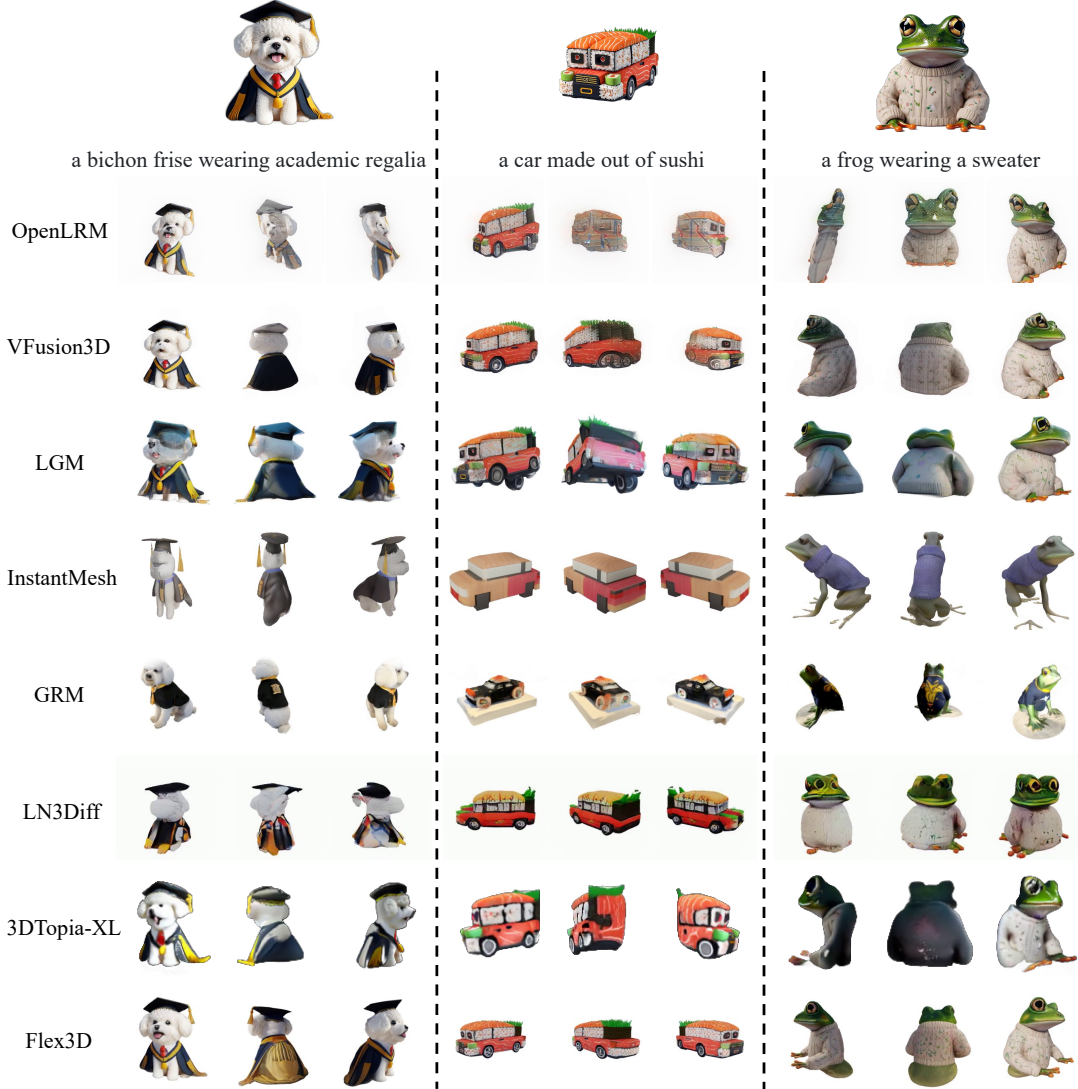 a bichon frise wearing academic regalia
a car made out of sushi
a frog wearing a sweater
OpenLRM
VFusion3D
LGM
InstantMesh
GRM
LN3Diff
3DTopia-XL
Flex3D